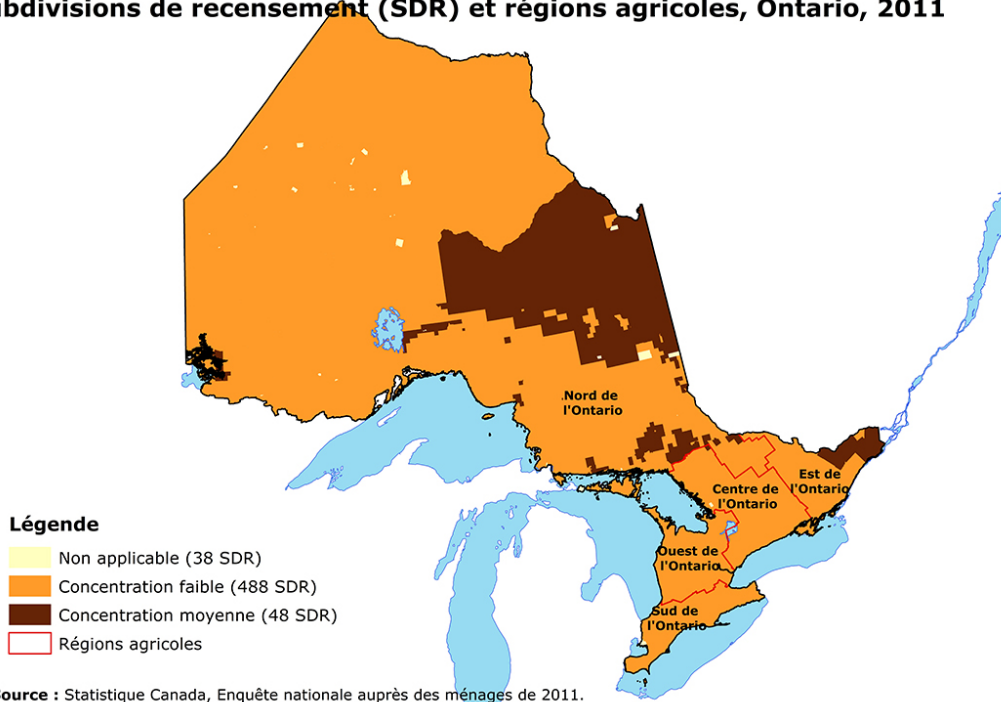 ubdivisions de recensement (SDR) et régions agricoles, Ontario, 2011
Nord de
l'Ontario
Est de
l'Ontario
Centre de
l'Ontario
Ouest de
l'Ontario
Sud de
l'Ontario
Légende
Non applicable (38 SDR)
Concentration faible (488 SDR)
Concentration moyenne (48 SDR)
Régions agricoles
Source : Statistique Canada, Enquête nationale auprès des ménages de 2011.